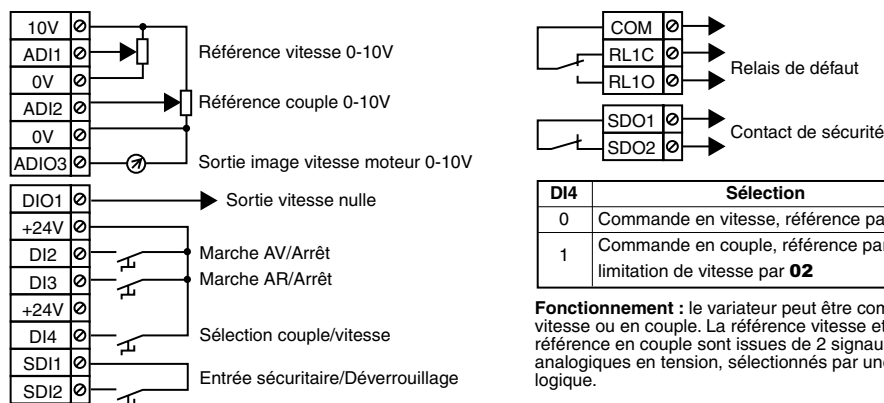 10V
ADI1
Référence vitesse 0-10V
0V
ADI2
Référence couple 0-10V
0V
ADIO3
Sortie image vitesse moteur 0-10V
DIO1
Sortie vitesse nulle
+24V
DI2
Marche AV/Arrêt
DI3
Marche AR/Arrêt
+24V
DI4
Sélection couple/vitesse
SDI1
Entrée sécuritaire/Déverrouillage
SDI2
COM
RL1C
Relais de défaut
RL1O
SDO1
Contact de sécurité
SDO2
DI4 Sélection
0 Commande en vitesse, référence
1 Commande en couple, référence
limitation de vitesse par 02
Fonctionnement : le variateur peut être
vitesse ou en couple. La référence vitesse et
référence en couple sont issues de 2
analogiques en tension, sélectionnés par
logique.